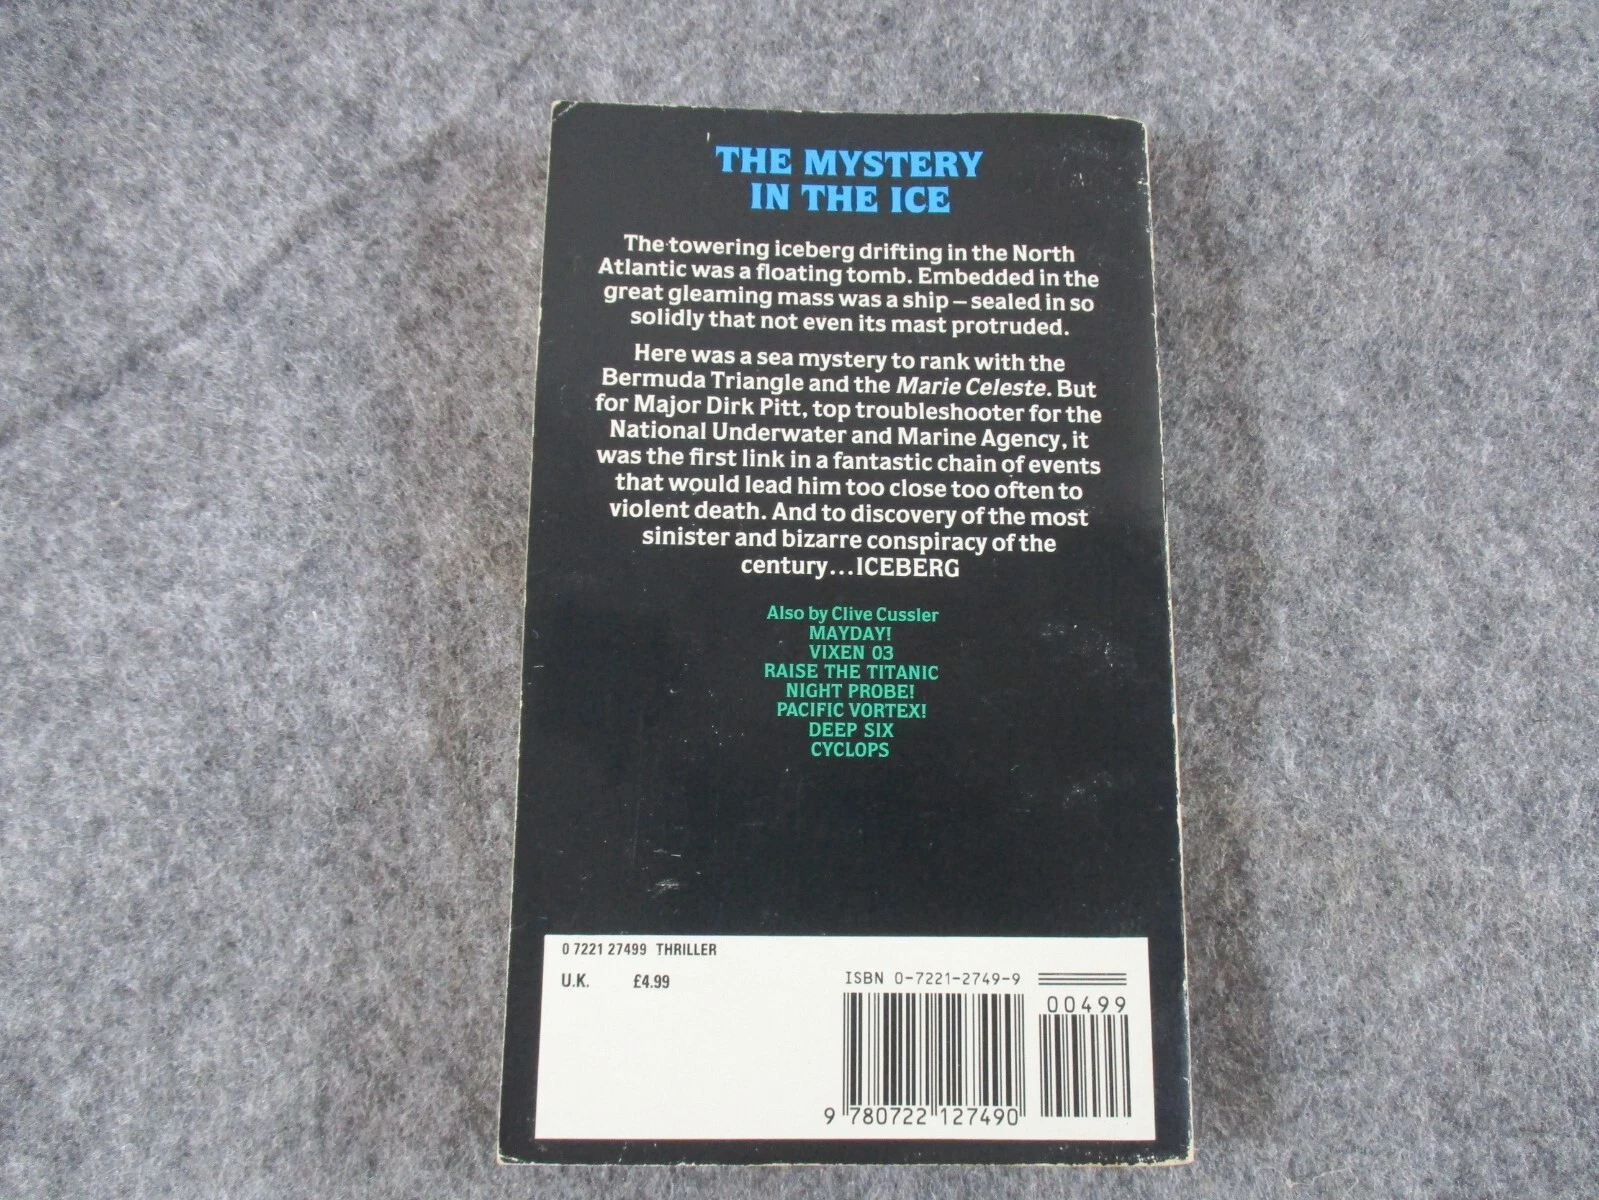 THE MYSTERY
IN THE ICE
The towering iceberg drifting in the North
Atlantic was a floating tomb. Embedded in the
great gleaming mass was a ship – sealed in so
solidly that not even its mast protruded.
Here was a sea mystery to rank with the
Bermuda Triangle and the Marie Celeste. But
for Major Dirk Pitt, top troubleshooter for the
National Underwater and Marine Agency, it
was the first link in a fantastic chain of events
that would lead him too close too often to
violent death. And to discovery of the most
sinister and bizarre conspiracy of the
century...ICEBERG
Also by Clive Cussler
MAYDAY!
VIXEN 03
RAISE THE TITANIC
NIGHT PROBE!
PACIFIC VORTEX!
DEEP SIX
CYCLOPS
0 7221 27499 THRILLER
U.K. £4.99
ISBN 0-7221-2749-9
00499
9 780722 127490